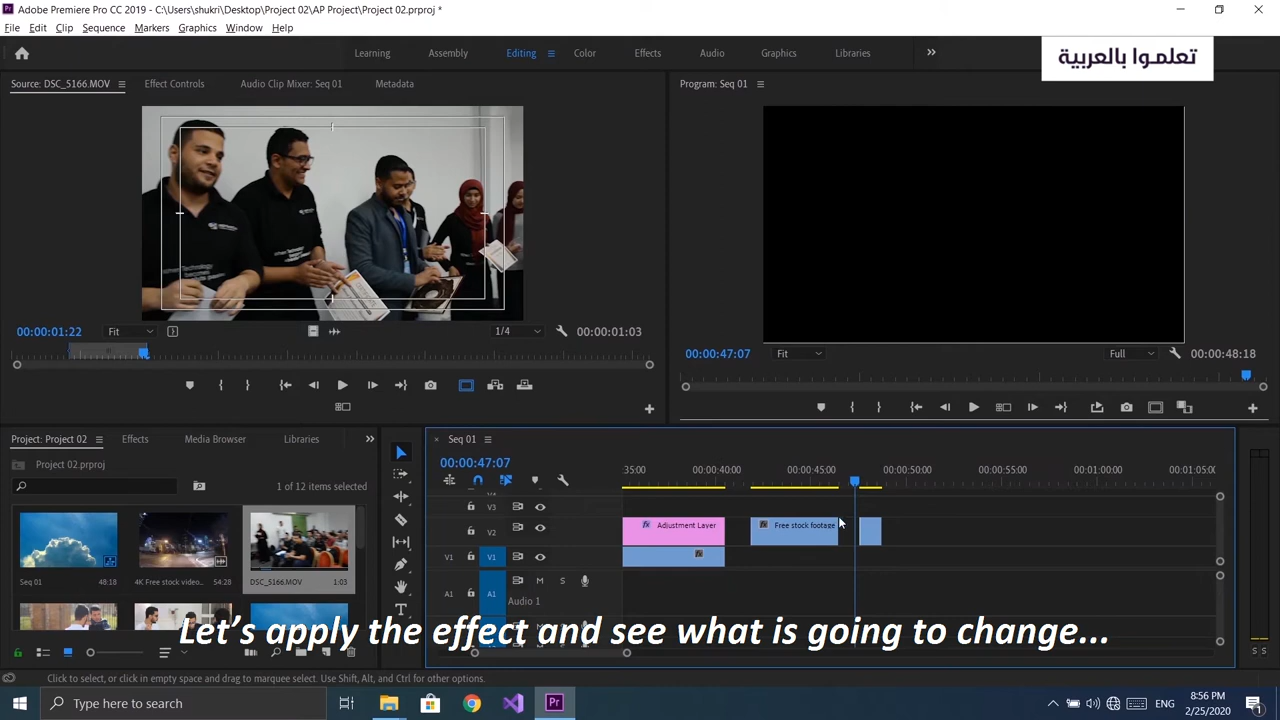 Adobe Premiere Pro CC 2019 - C:\Users\shukri\Desktop\Project 02\AP Project\Project 02.prproj *
File Edit Clip Sequence Markers Graphics Window Help
Learning Assembly Editing Color Effects Audio Graphics Libraries
تعلموا بالعربية
Source: DSC_5166.MOV Effect Controls Audio Clip Mixer: Seq 01 Metadata
Program: Seq 01
00:00:01:22 Fit 1/4 00:00:01:03
00:00:47:07 Fit Full 00:00:48:18
Project: Project 02 Effects Media Browser Libraries
Project 02.prproj
1 of 12 items selected
Seq 01 48:18
4K Free stock video... 54:28
DSC_5166.MOV 1:03
Seq 01
00:00:47:07
:35:00 00:00:40:00 00:00:45:00 00:00:50:00 00:00:55:00 00:01:00:00 00:01:05:00
V3
V2 Adjustment Layer Free stock footage
V1 V1
A1 A1 M S
Audio 1
S S
Let's apply the effect and see what is going to change...
Click to select, or click in empty space and drag to marquee select. Use Shift, Alt, and Ctrl for other options.
Type here to search
ENG
8:56 PM
2/25/2020
1